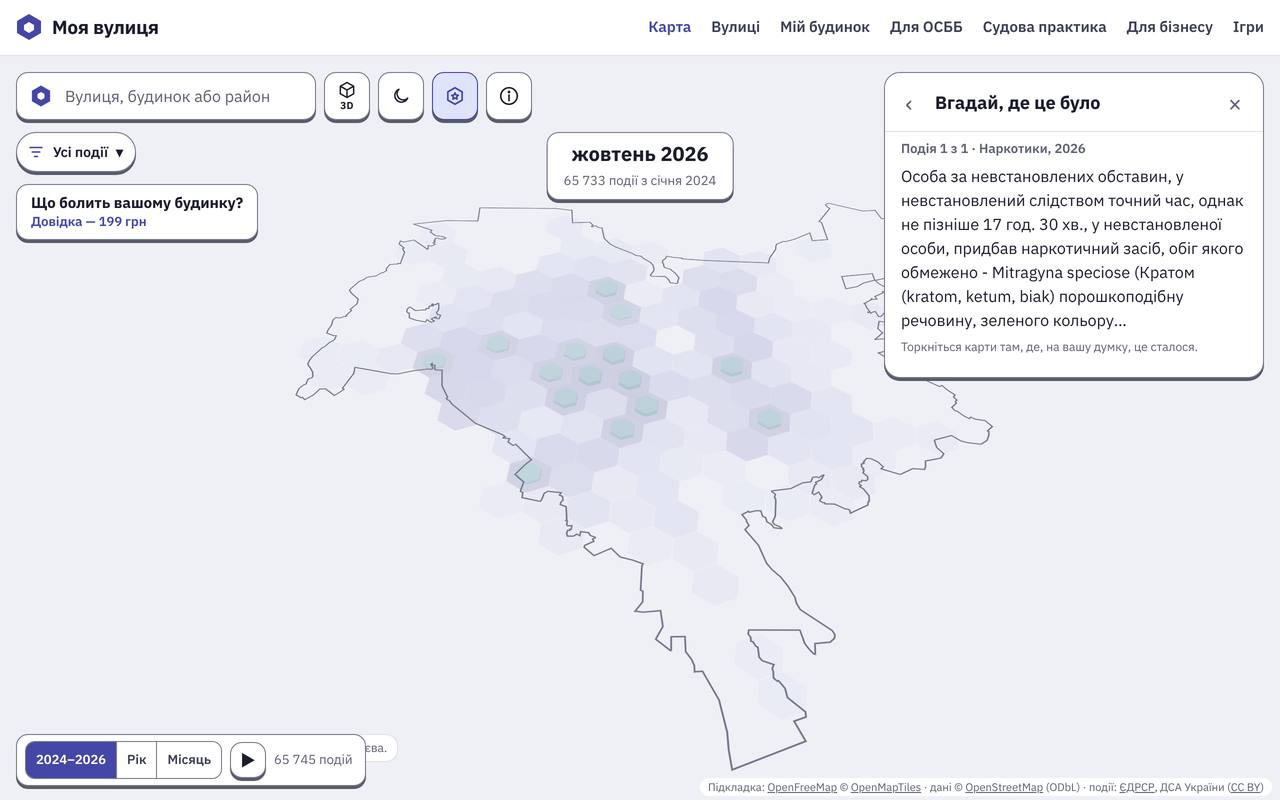 Моя вулиця
Карта Вулиці Мій будинок Для ОСББ Судова практика Для бізнесу Ігри
Вулиця, будинок або район
3D
Усі події ▾
Що болить вашому будинку?
Довідка — 199 грн
жовтень 2026
65 733 події з січня 2024
Вгадай, де це було
Подія 1 з 1 · Наркотики, 2026
Особа за невстановлених обставин, у
невстановлений слідством точний час, однак
не пізніше 17 год. 30 хв., у невстановленої
особи, придбав наркотичний засіб, обіг якого
обмежено - Mitragyna speciose (Кратом
(kratom, ketum, biak) порошкоподібну
речовину, зеленого кольору...
Торкніться карти там, де, на вашу думку, це сталося.
2024–2026 Рік Місяць 65 745 подій
єва.
Підкладка: OpenFreeMap © OpenMapTiles · дані © OpenStreetMap (ODbL) · події: ЄДРСР, ДСА України (CC BY)